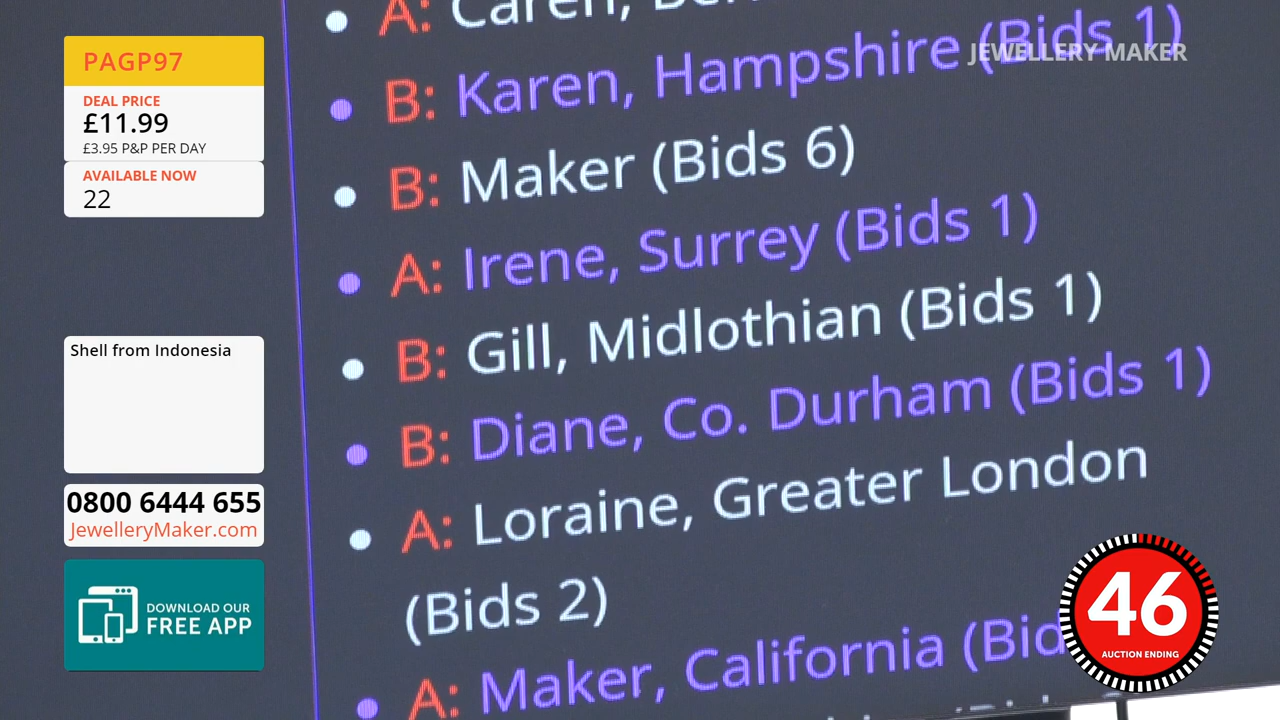 PAGP97
DEAL PRICE
£11.99
£3.95 P&P PER DAY
AVAILABLE NOW
22
Shell from Indonesia
0800 6444 655
JewelleryMaker.com
DOWNLOAD OUR
FREE APP
JEWELLERY MAKER
A: Caren,
B: Karen, Hampshire (Bids 1)
B: Maker (Bids 6)
A: Irene, Surrey (Bids 1)
B: Gill, Midlothian (Bids 1)
B: Diane, Co. Durham (Bids 1)
A: Loraine, Greater London
(Bids 2)
A: Maker, California (Bid
46
AUCTION ENDING